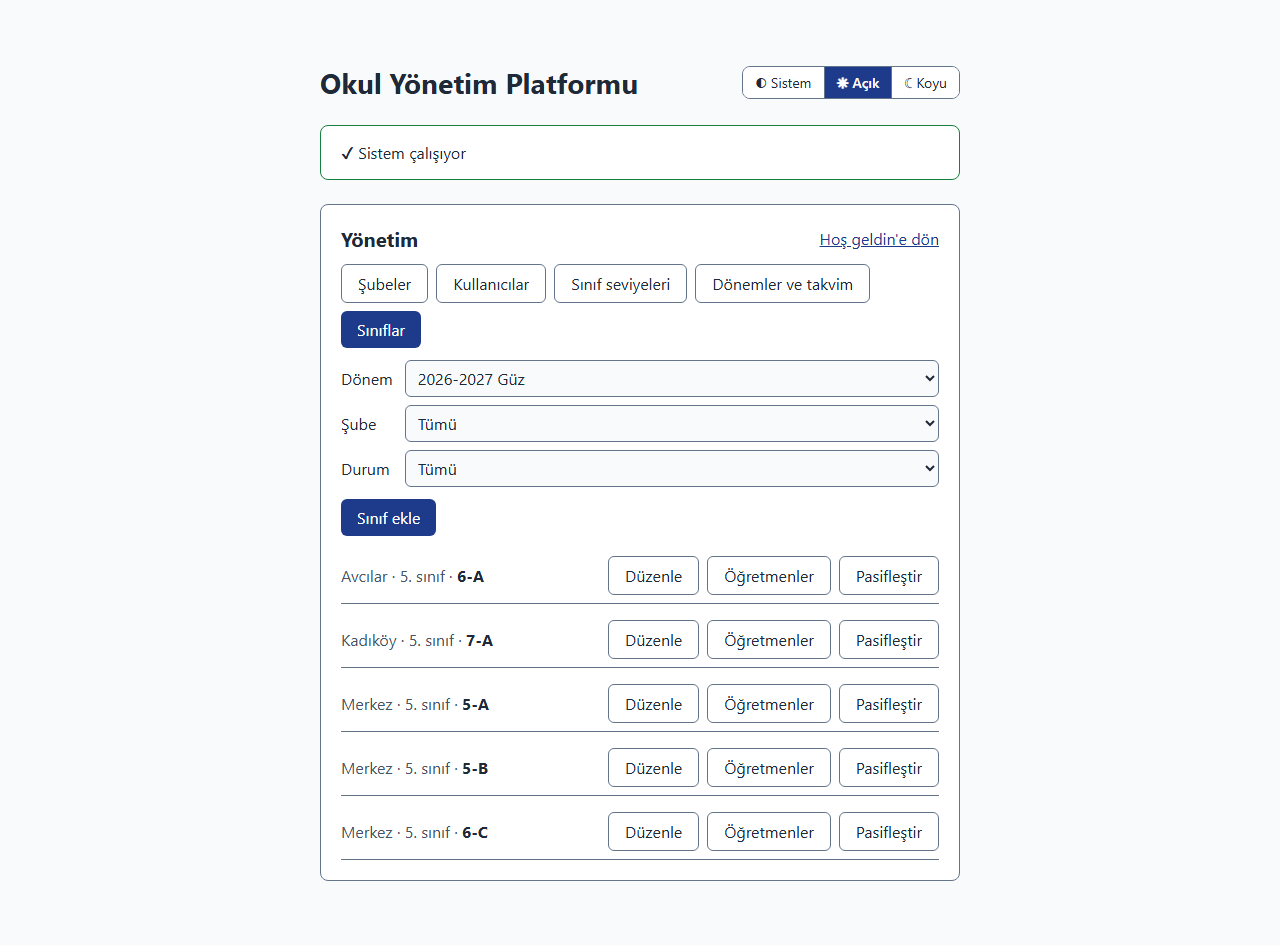 Okul Yönetim Platformu
◐ Sistem ✸ Açık ☾ Koyu
✓ Sistem çalışıyor
Yönetim Hoş geldin'e dön
Şubeler Kullanıcılar Sınıf seviyeleri Dönemler ve takvim
Sınıflar
Dönem 2026-2027 Güz
Şube Tümü
Durum Tümü
Sınıf ekle
Avcılar · 5. sınıf · 6-A Düzenle Öğretmenler Pasifleştir
Kadıköy · 5. sınıf · 7-A Düzenle Öğretmenler Pasifleştir
Merkez · 5. sınıf · 5-A Düzenle Öğretmenler Pasifleştir
Merkez · 5. sınıf · 5-B Düzenle Öğretmenler Pasifleştir
Merkez · 5. sınıf · 6-C Düzenle Öğretmenler Pasifleştir